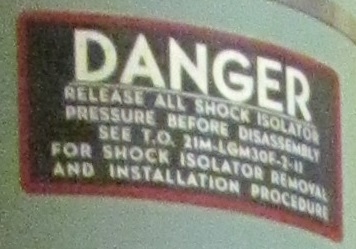 DANGER
RELEASE ALL SHOCK ISOLATOR
PRESSURE BEFORE DISASSEMBLY
SEE T.O. 21M-LGM30F-2-11
FOR SHOCK ISOLATOR REMOVAL
AND INSTALLATION PROCEDURE